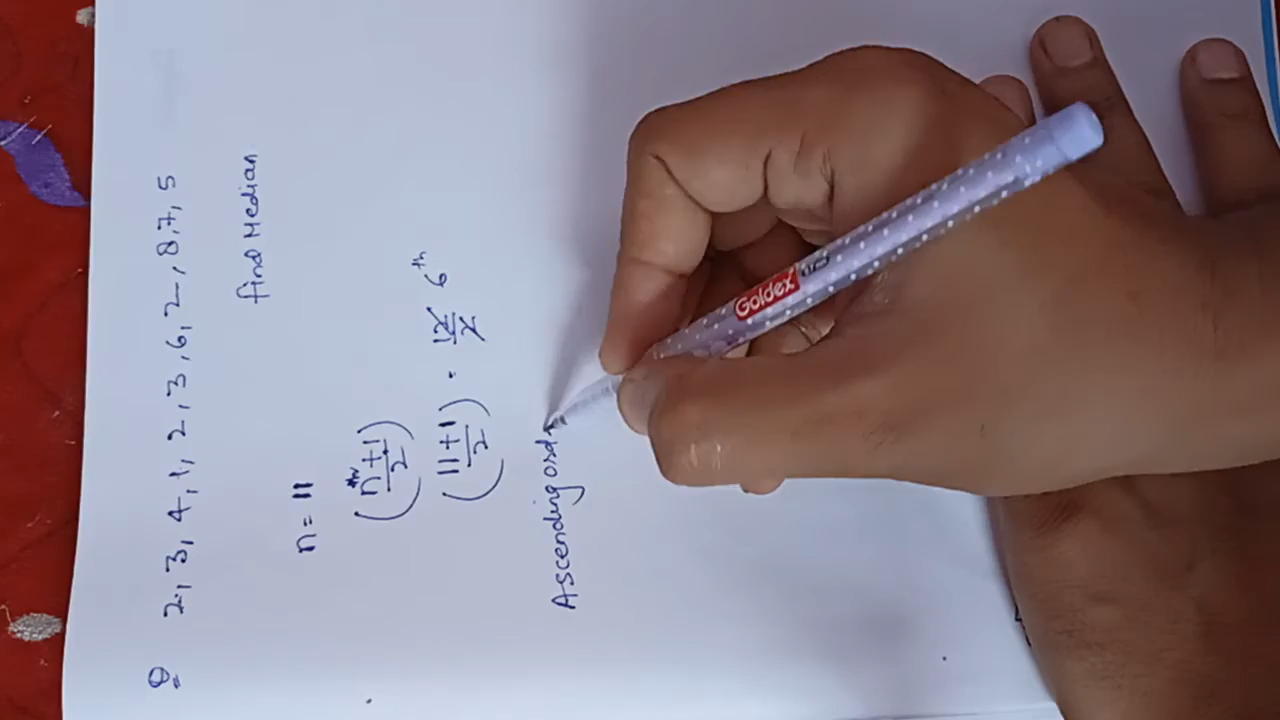 Q 2, 3, 4, 1, 2, 3, 6, 2, 8, 7, 5
find Median
n = 11
(n+1/2)
(11+1/2) = 12/2 6th
Ascending ord
Goldex